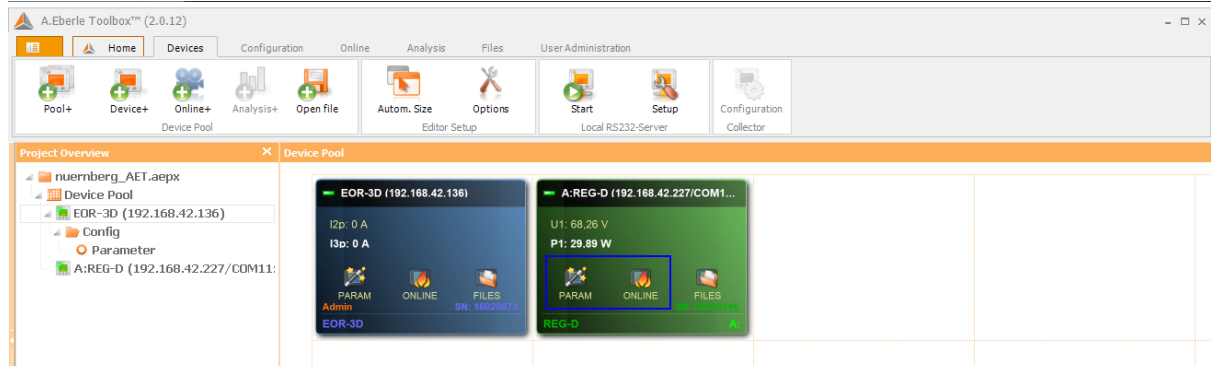 A.Eberle Toolbox™ (2.0.12)
Home Devices Configuration Online Analysis Files User Administration
Pool+ Device+ Online+ Analysis+ Open file Autom. Size Options Start Setup Configuration
Device Pool Editor Setup Local RS232-Server Collector
Project Overview
nuernberg_AET.aepx
Device Pool
EOR-3D (192.168.42.136)
Config
Parameter
A:REG-D (192.168.42.227/COM11:
Device Pool
EOR-3D (192.168.42.136)
I2p: 0 A
I3p: 0 A
PARAM ONLINE FILES
Admin SN: 16020873
EOR-3D
A:REG-D (192.168.42.227/COM1...
U1: 68,26 V
P1: 29.89 W
PARAM ONLINE FILES
REG-D A: